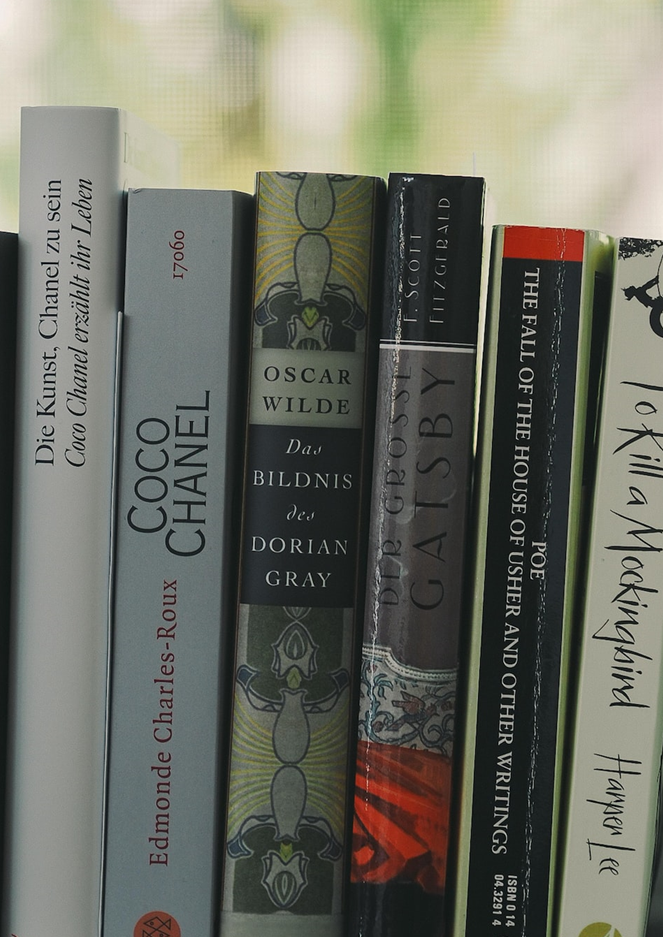 Die Kunst, Chanel zu sein
Coco Chanel erzählt ihr Leben
17060
COCO
CHANEL
Edmonde Charles-Roux
OSCAR
WILDE
Das
BILDNIS
des
DORIAN
GRAY
F. SCOTT
FITZGERALD
DER GROSSE
GATSBY
POE
THE FALL OF THE HOUSE OF USHER AND OTHER WRITINGS
ISBN 0 14
04.3291 4
To Kill a Mockingbird
Harper Lee